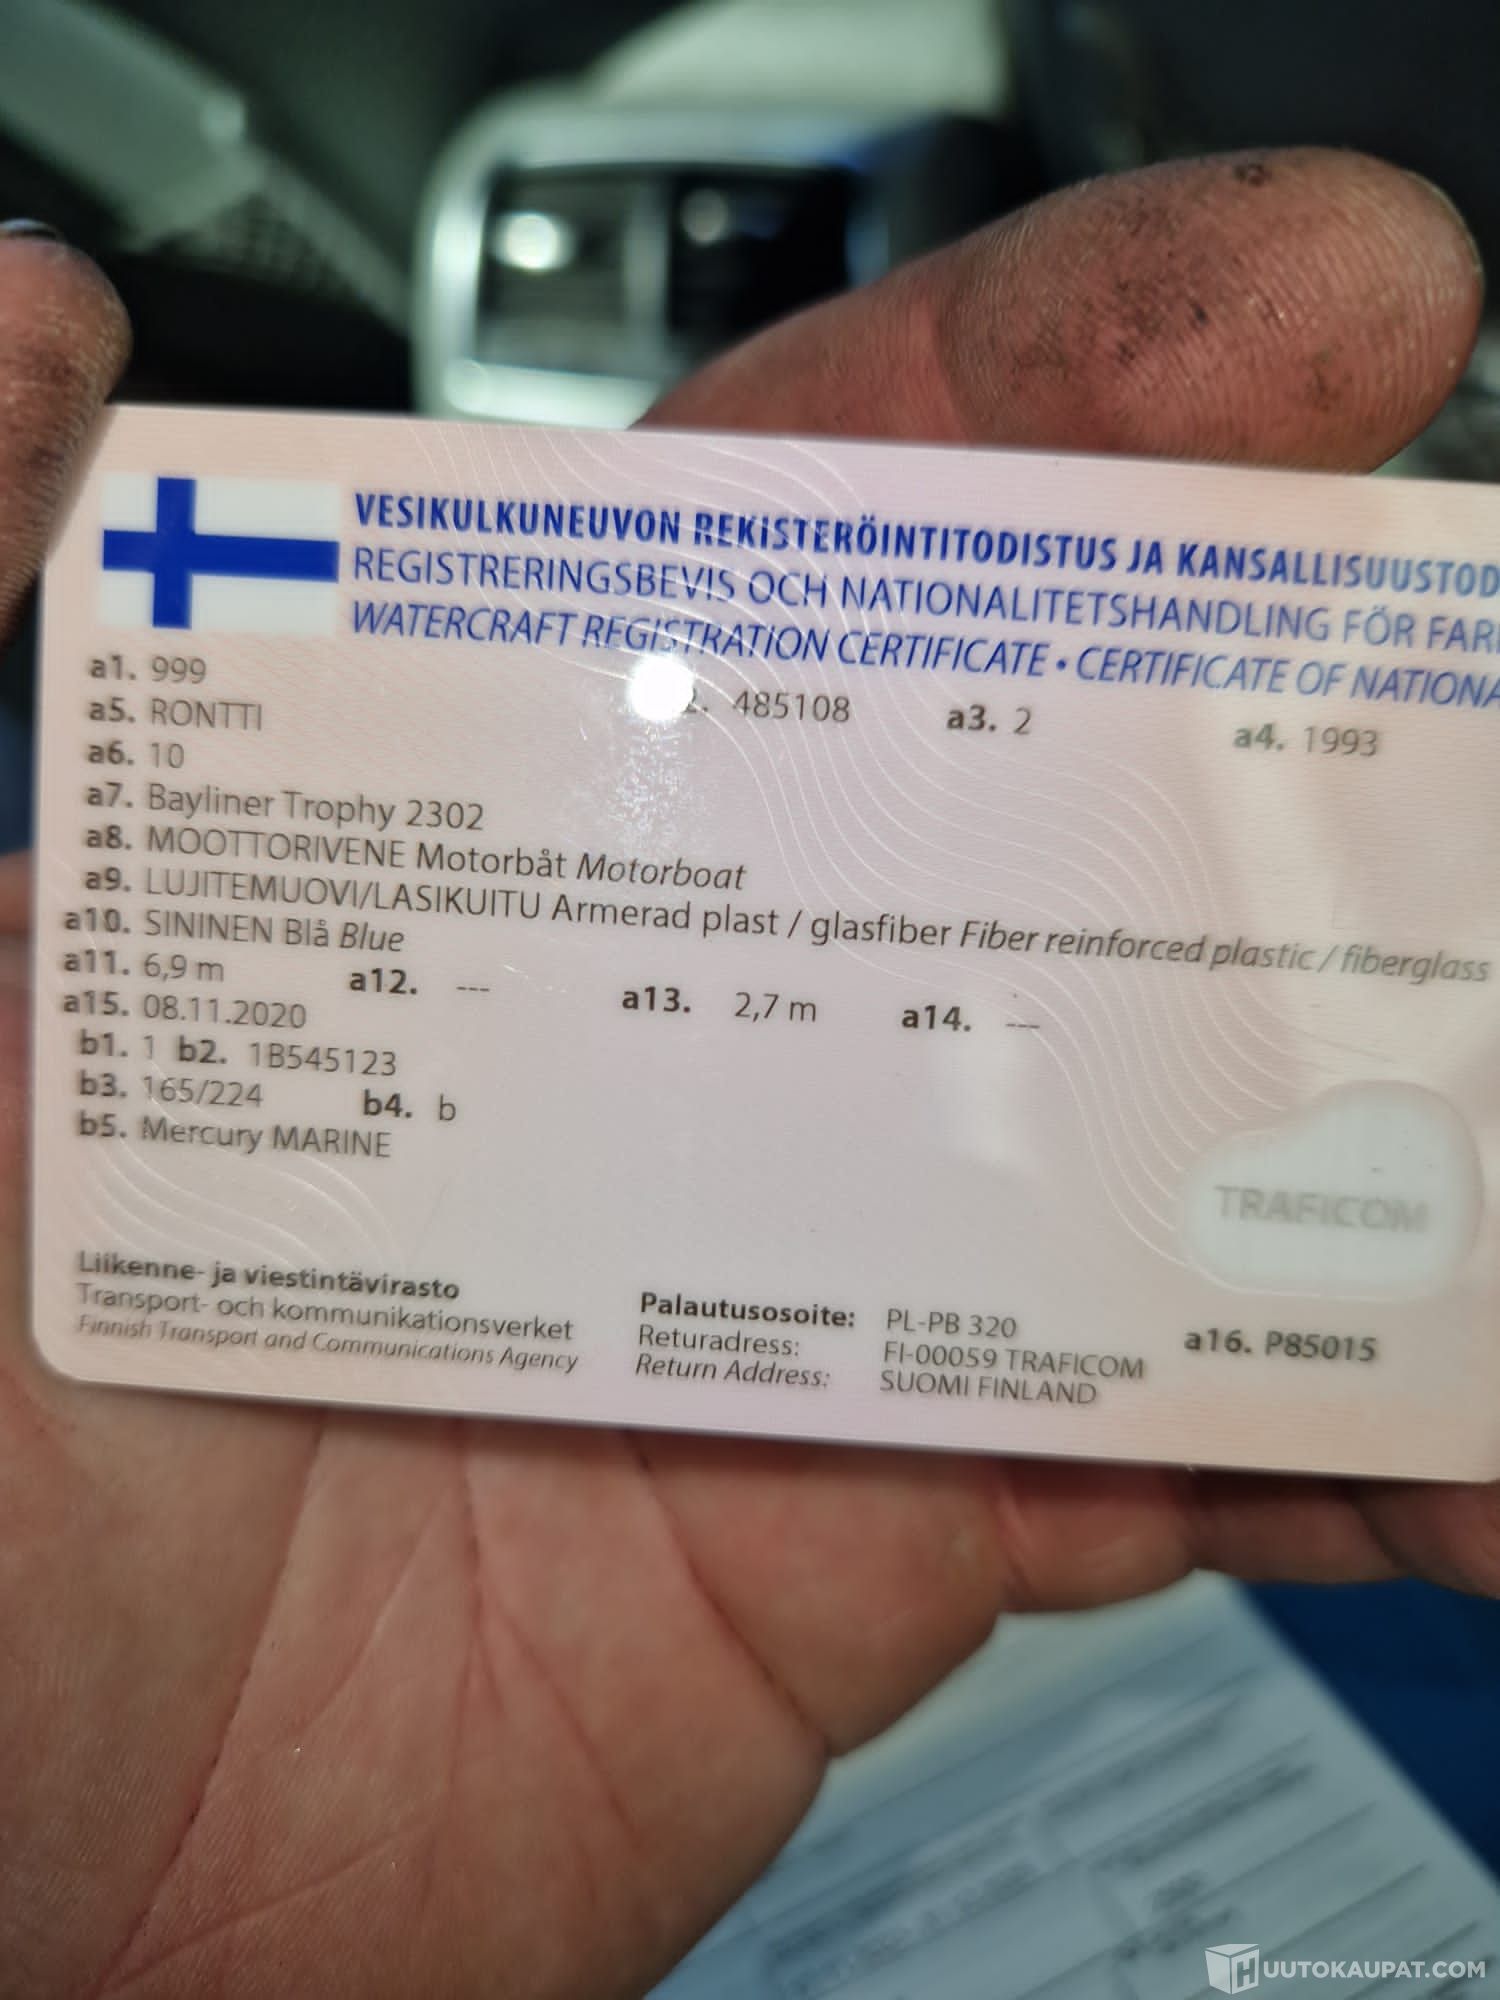 VESIKULKUNEUVON REKISTERÖINTITODISTUS JA KANSALLISUUSTOD
REGISTRERINGSBEVIS OCH NATIONALITETSHANDLING FÖR FAR
WATERCRAFT REGISTRATION CERTIFICATE • CERTIFICATE OF NATIONA
a1. 999 2. 485108 a3. 2 a4. 1993
a5. RONTTI
a6. 10
a7. Bayliner Trophy 2302
a8. MOOTTORIVENE Motorbåt Motorboat
a9. LUJITEMUOVI/LASIKUITU Armerad plast / glasfiber Fiber reinforced plastic / fiberglass
a10. SININEN Blå Blue
a11. 6,9 m a12. --- a13. 2,7 m a14. ---
a15. 08.11.2020
b1. 1 b2. 1B545123
b3. 165/224 b4. b
b5. Mercury MARINE
TRAFICOM
Liikenne- ja viestintävirasto
Transport- och kommunikationsverket
Finnish Transport and Communications Agency
Palautusosoite: PL-PB 320
Returadress: FI-00059 TRAFICOM
Return Address: SUOMI FINLAND
a16. P85015
HUUTOKAUPAT.COM